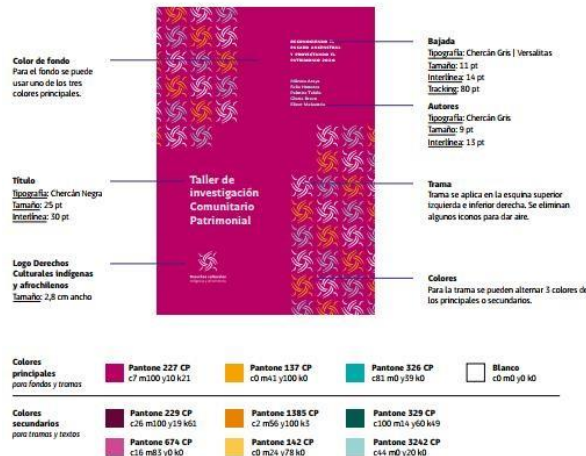 Color de fondo
Para el fondo se puede
usar uno de los tres
colores principales.
Título
Tipografía: Chercán Negra
Tamaño: 25 pt
Interlínea: 30 pt
Logo Derechos
Culturales indígenas
y afrochilenos
Tamaño: 2,8 cm ancho
PATRIMONIO
Taller de
investigación
Comunitario
Patrimonial
Bajada
Tipografía: Chercán Gris | Versalitas
Tamaño: 11 pt
Interlínea: 14 pt
Tracking: 80 pt
Autores
Tipografía: Chercán Gris
Tamaño: 9 pt
Interlínea: 13 pt
Trama
Trama se aplica en la esquina superior
izquierda e inferior derecha. Se eliminan
algunos iconos para dar aire.
Colores
Para la trama se pueden alternar 3 colores de
los principales o secundarios.
Colores
principales
para fondos y tramas
Pantone 227 CP
c7 m100 y10 k21
Pantone 137 CP
c0 m41 y100 k0
Pantone 326 CP
c81 m0 y39 k0
Blanco
c0 m0 y0 k0
Colores
secundarios
para tramas y textos
Pantone 229 CP
c26 m100 y19 k61
Pantone 1385 CP
c2 m56 y100 k3
Pantone 329 CP
c100 m14 y60 k49
Pantone 674 CP
c16 m83 y0 k0
Pantone 142 CP
c0 m24 y78 k0
Pantone 3242 CP
c44 m0 y20 k0